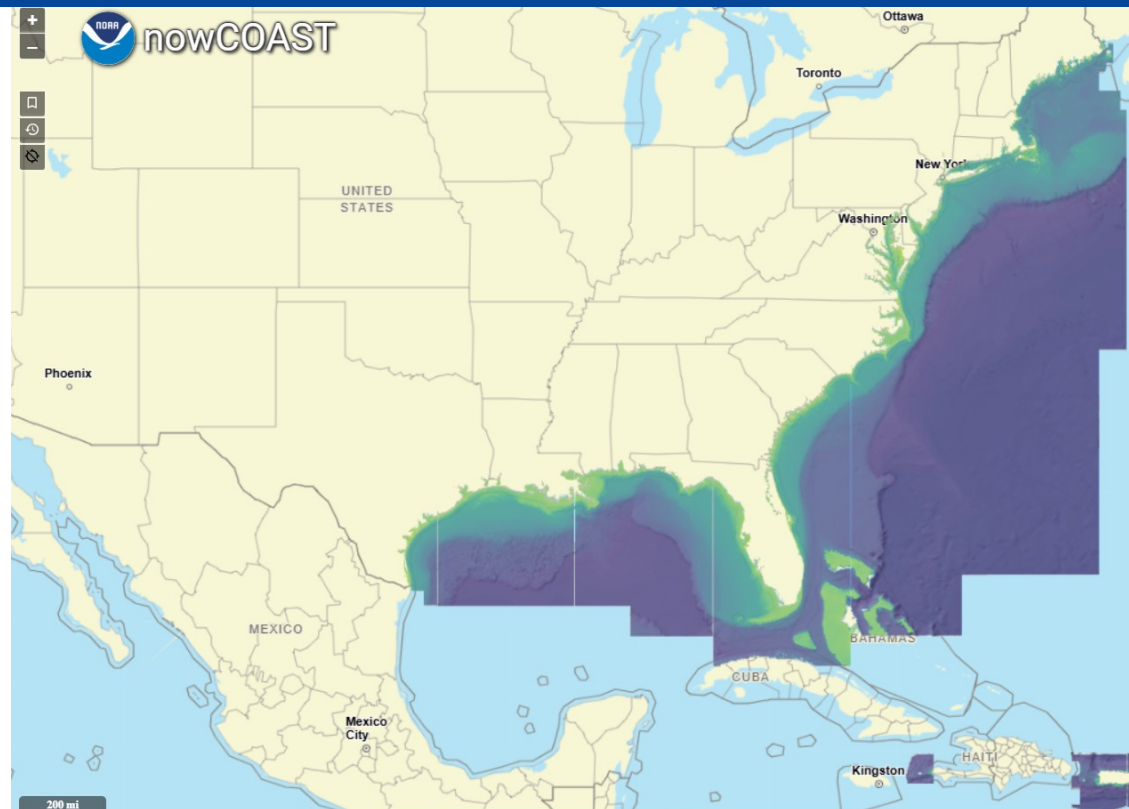 +
NOAA
nowCOAST
−
Ottawa
Toronto
New York
UNITED
STATES
Washington
Phoenix
MEXICO
BAHAMAS
CUBA
Mexico
City
HAITI
Kingston
200 mi